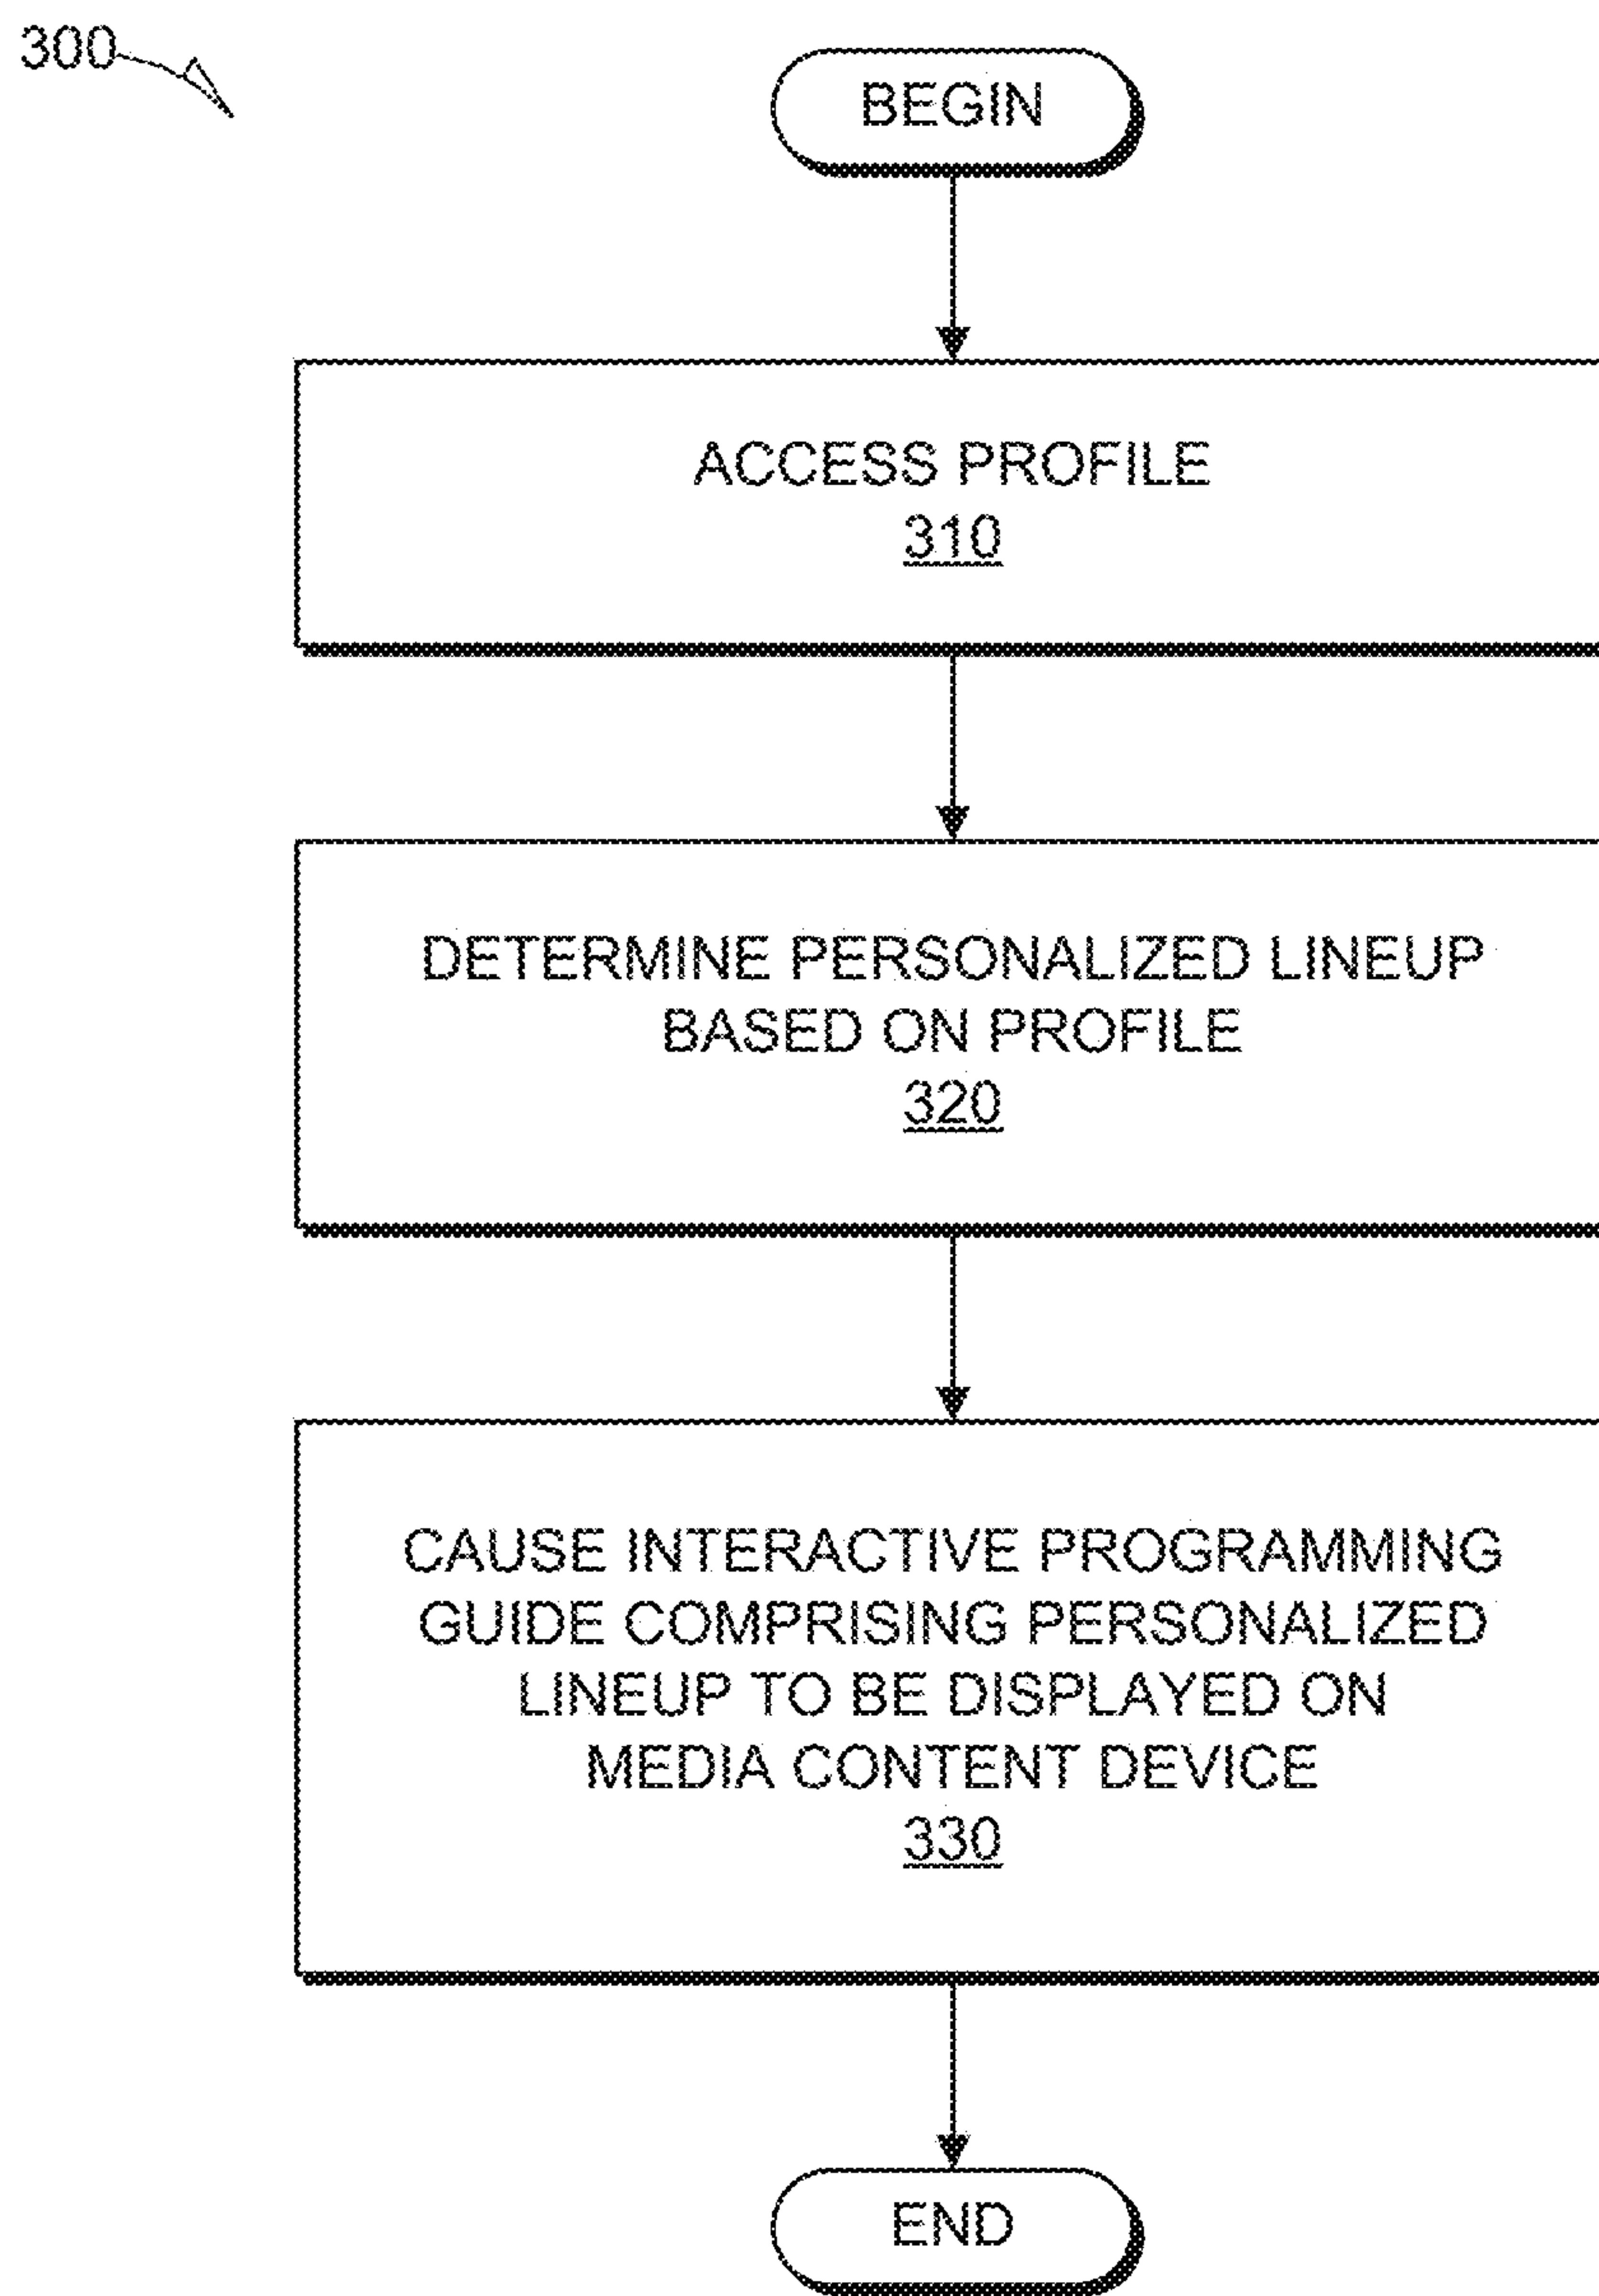 300
BEGIN
ACCESS PROFILE
310
DETERMINE PERSONALIZED LINEUP
BASED ON PROFILE
320
CAUSE INTERACTIVE PROGRAMMING
GUIDE COMPRISING PERSONALIZED
LINEUP TO BE DISPLAYED ON
MEDIA CONTENT DEVICE
330
END